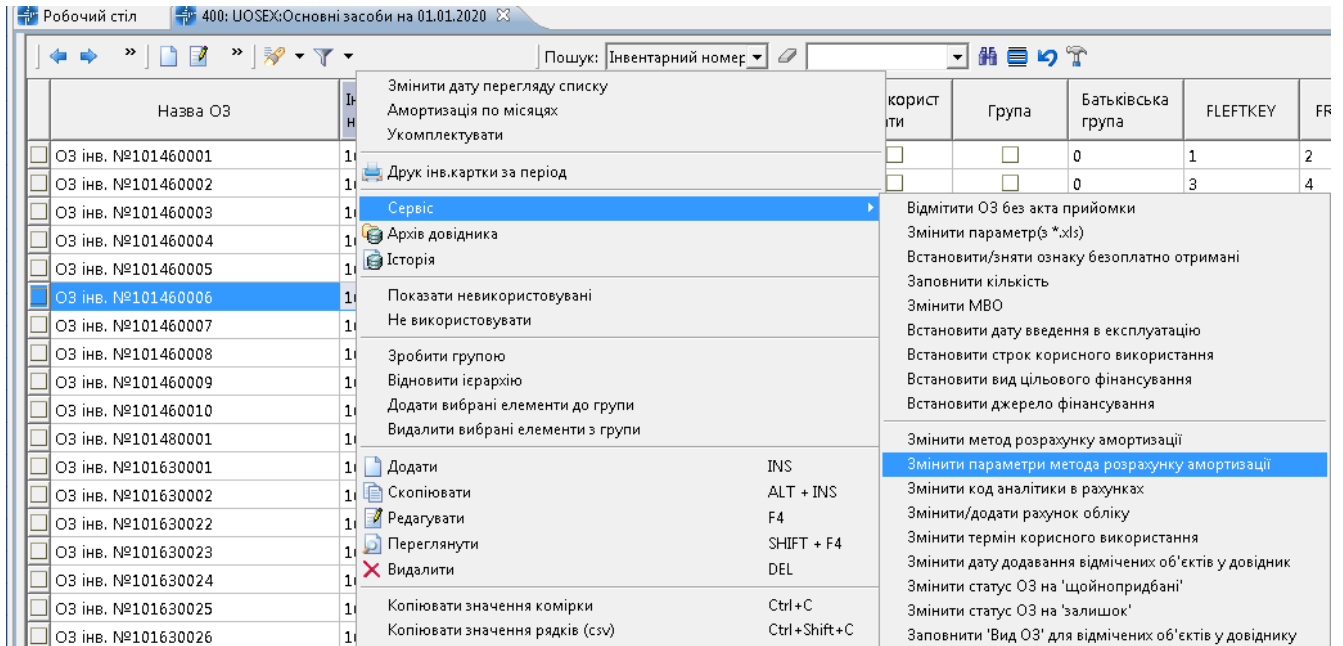 Робочий стіл
400: UOSEX:Основні засоби на 01.01.2020
Пошук: Інвентарний номер
Назва ОЗ
Група
Батьківська група
FLEFTKEY
ОЗ інв. №101460001
0 1 2
ОЗ інв. №101460002
0 3 4
ОЗ інв. №101460003
ОЗ інв. №101460004
ОЗ інв. №101460005
ОЗ інв. №101460006
ОЗ інв. №101460007
ОЗ інв. №101460008
ОЗ інв. №101460009
ОЗ інв. №101460010
ОЗ інв. №101480001
ОЗ інв. №101630001
ОЗ інв. №101630002
ОЗ інв. №101630022
ОЗ інв. №101630023
ОЗ інв. №101630024
ОЗ інв. №101630025
ОЗ інв. №101630026
Змінити дату перегляду списку
Амортизація по місяцях
Укомплектувати
Друк інв.картки за період
Сервіс
Архів довідника
Історія
Показати невикористовувані
Не використовувати
Зробити групою
Відновити ієрархію
Додати вибрані елементи до групи
Видалити вибрані елементи з групи
Додати INS
Скопіювати ALT + INS
Редагувати F4
Переглянути SHIFT + F4
Видалити DEL
Копіювати значення комірки Ctrl+C
Копіювати значення рядків (csv) Ctrl+Shift+C
Відмітити ОЗ без акта прийомки
Змінити параметр(з *.xls)
Встановити/зняти ознаку безоплатно отримані
Заповнити кількість
Змінити МВО
Встановити дату введення в експлуатацію
Встановити строк корисного використання
Встановити вид цільового фінансування
Встановити джерело фінансування
Змінити метод розрахунку амортизації
Змінити параметри метода розрахунку амортизації
Змінити код аналітики в рахунках
Змінити/додати рахунок обліку
Змінити термін корисного використання
Змінити дату додавання відмічених об'єктів у довідник
Змінити статус ОЗ на 'щойнопридбані'
Змінити статус ОЗ на 'залишок'
Заповнити 'Вид ОЗ' для відмічених об'єктів у довіднику